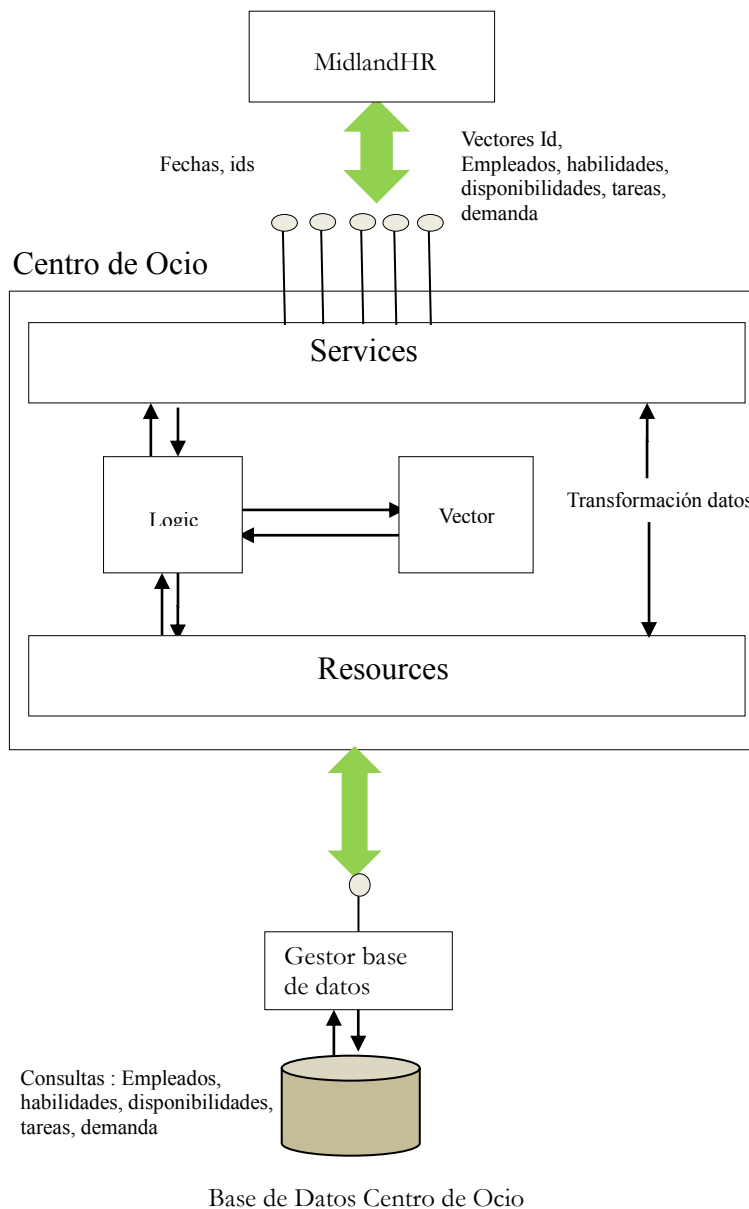 MidlandHR
Fechas, ids
Vectores Id,
Empleados, habilidades,
disponibilidades, tareas,
demanda
Centro de Ocio
Services
Logic
Vector
Transformación datos
Resources
Gestor base
de datos
Consultas : Empleados,
habilidades, disponibilidades,
tareas, demanda
Base de Datos Centro de Ocio